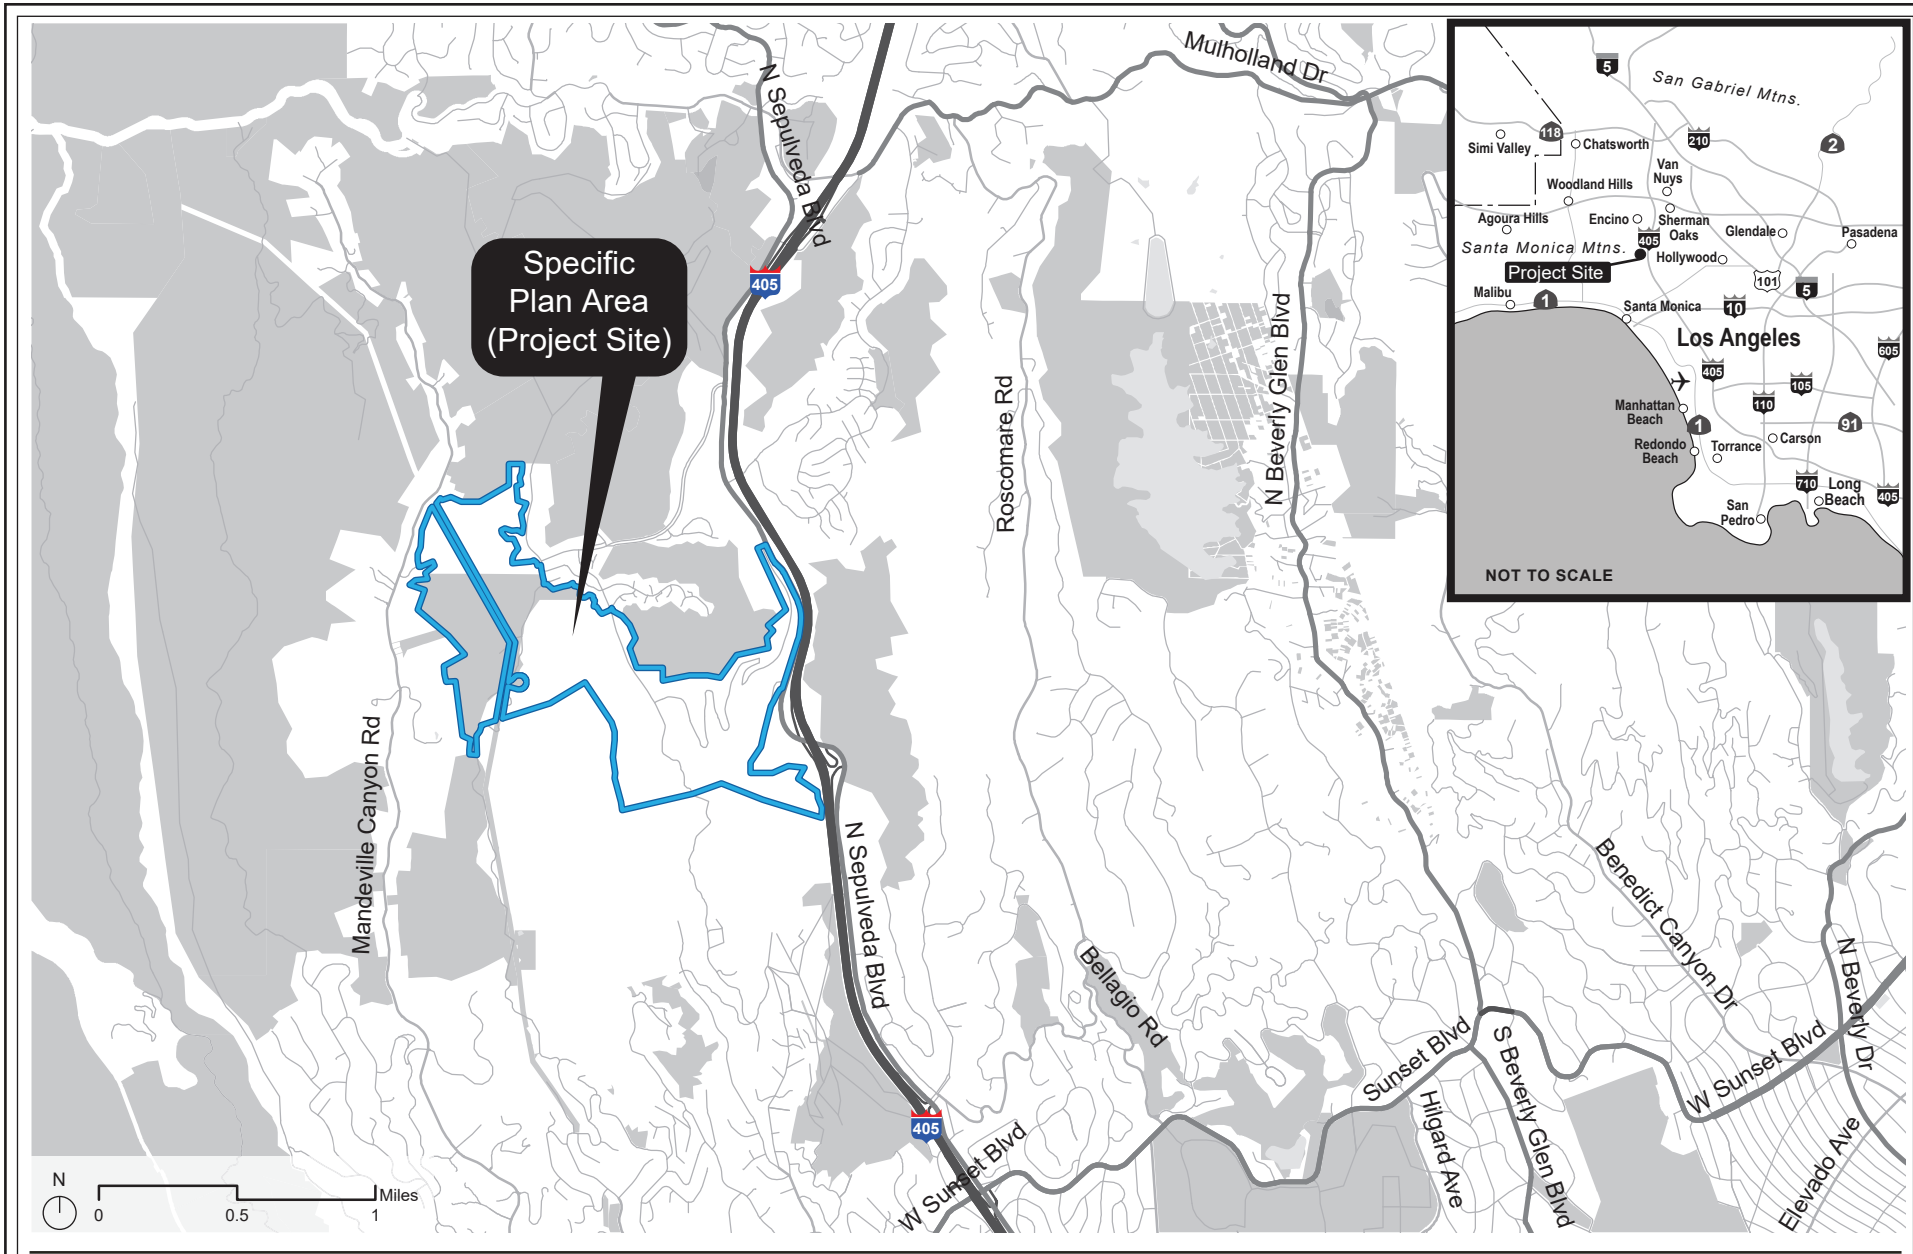 Mulholland Dr
N Sepulveda Blvd
405
Specific
Plan Area
(Project Site)
Roscomare Rd
N Beverly Glen Blvd
Mandeville Canyon Rd
N Sepulveda Blvd
Bellagio Rd
Benedict Canyon Dr
N Beverly Dr
Sunset Blvd
S Beverly Glen Blvd
W Sunset Blvd
Hilgard Ave
Elevado Ave
405
W Sunset Blvd
N
0
0.5
1
Miles
5
San Gabriel Mtns.
118
210
2
Simi Valley
Chatsworth
Van
Nuys
Woodland Hills
Agoura Hills
Encino
Sherman
Oaks
Glendale
Pasadena
Santa Monica Mtns.
405
Hollywood
Project Site
101
5
Malibu
1
Santa Monica
10
Los Angeles
605
405
105
110
Manhattan
Beach
1
91
Redondo
Beach
Torrance
Carson
710
Long
Beach
405
San
Pedro
NOT TO SCALE